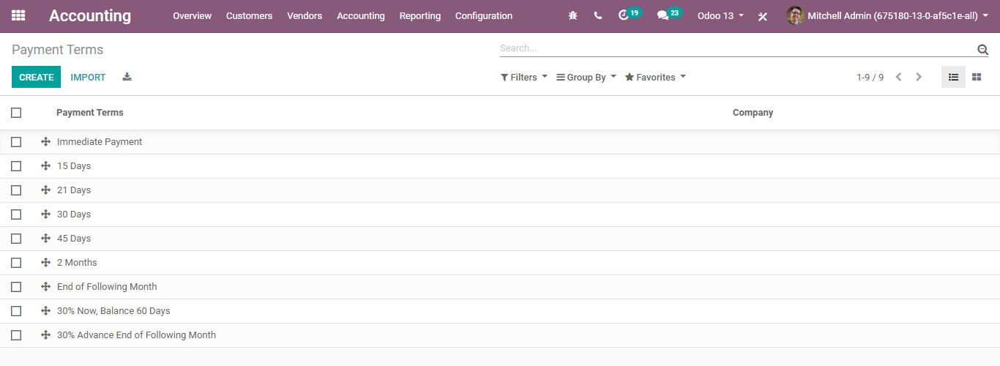 Accounting Overview Customers Vendors Accounting Reporting Configuration 19 23 Odoo 13 Mitchell Admin (675180-13-0-af5c1e-all)
Payment Terms Search...
CREATE IMPORT Filters Group By Favorites 1-9 / 9
Payment Terms Company
Immediate Payment
15 Days
21 Days
30 Days
45 Days
2 Months
End of Following Month
30% Now, Balance 60 Days
30% Advance End of Following Month